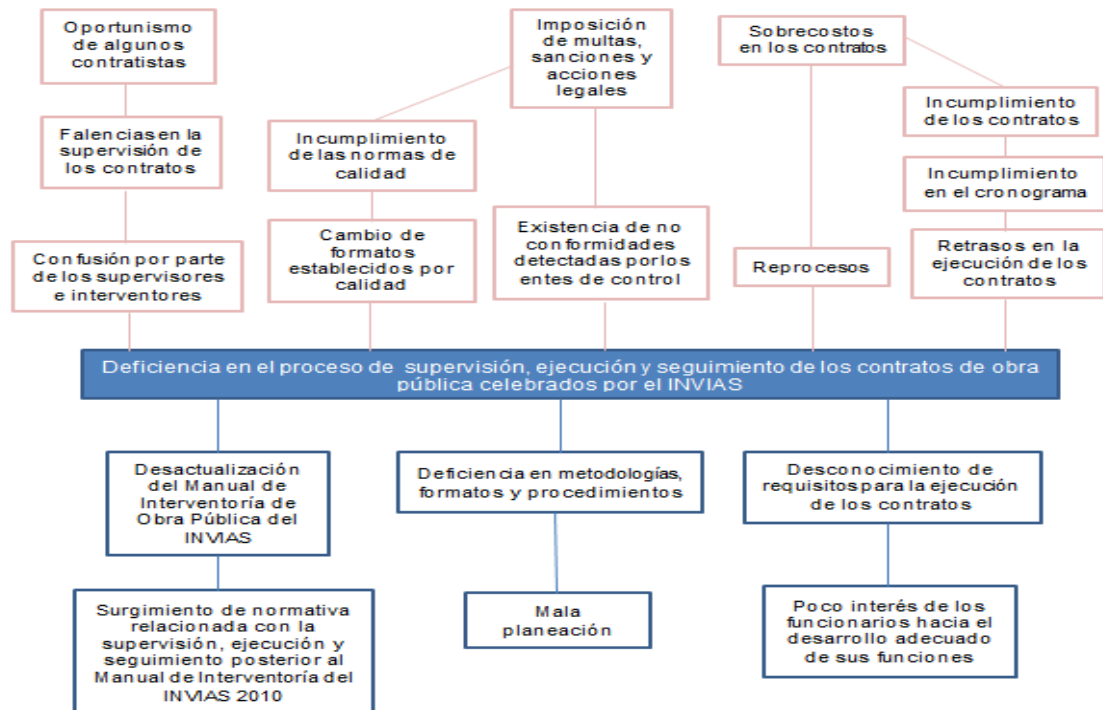 Oportunismo
de algunos
contratistas
Imposición
de multas,
sanciones y
acciones
legales
Sobrecostos
en los contratos
Falencias en la
supervisión de
los contratos
Incumplimiento
de las normas de
calidad
Incumplimiento
de los contratos
Incumplimiento
en el cronograma
Confusión por parte
de los supervisores
e interventores
Cambio de
formatos
establecidos por
calidad
Existencia de no
conformidades
detectadas por los
entes de control
Reprocesos
Retrasos en la
ejecución de los
contratos
Deficiencia en el proceso de supervisión, ejecución y seguimiento de los contratos de obra
pública celebrados por el INVIAS
Desactualización
del Manual de
Interventoría de
Obra Pública del
INVIAS
Deficiencia en metodologías,
formatos y procedimientos
Desconocimiento de
requisitos para la ejecución
de los contratos
Surgimiento de normativa
relacionada con la
supervisión, ejecución y
seguimiento posterior al
Manual de Interventoría del
INVIAS 2010
Mala
planeación
Poco interés de los
funcionarios hacia el
desarrollo adecuado
de sus funciones